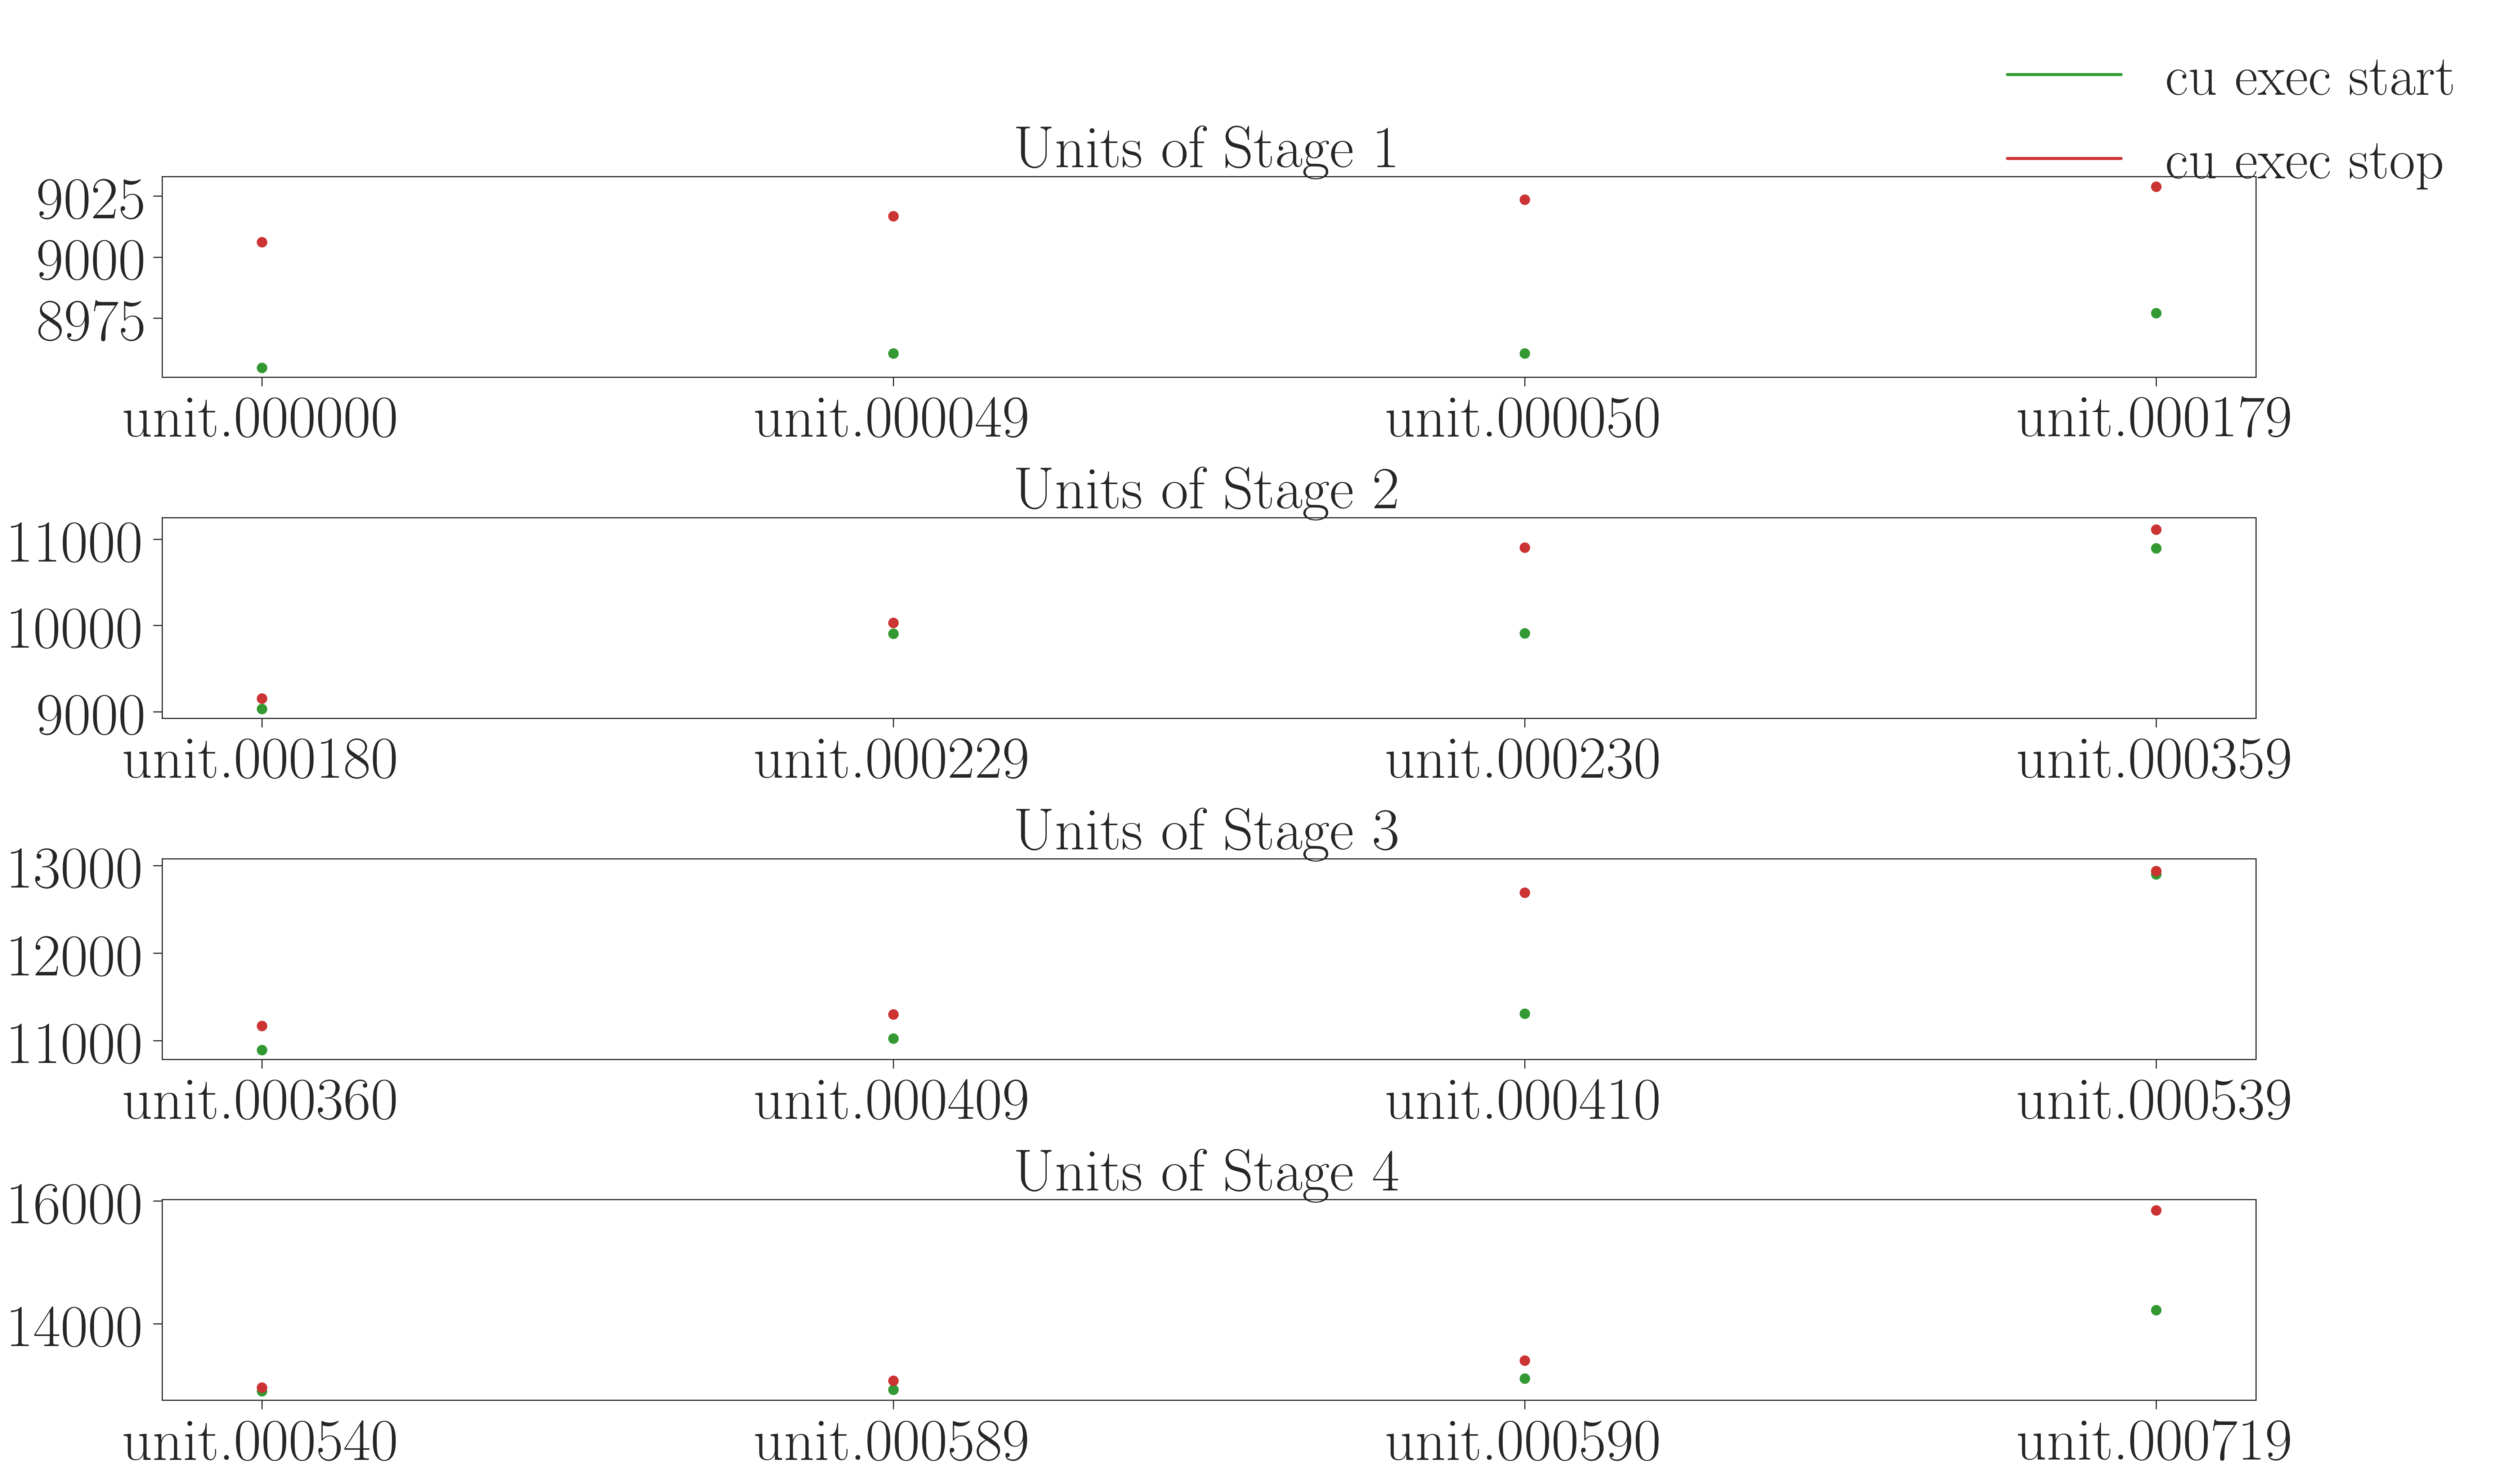 cu exec start
cu exec stop
Units of Stage 1
9025
9000
8975
unit.000000 unit.000049 unit.000050 unit.000179
Units of Stage 2
11000
10000
9000
unit.000180 unit.000229 unit.000230 unit.000359
Units of Stage 3
13000
12000
11000
unit.000360 unit.000409 unit.000410 unit.000539
Units of Stage 4
16000
14000
unit.000540 unit.000589 unit.000590 unit.000719